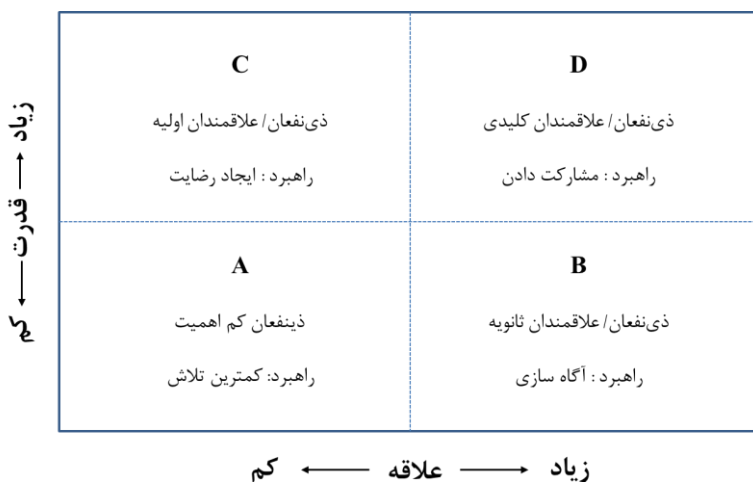 C
ذی‌نفعان/ علاقمندان اولیه
راهبرد : ایجاد رضایت
D
ذی‌نفعان/ علاقمندان کلیدی
راهبرد : مشارکت دادن
A
ذینفعان کم اهمیت
راهبرد: کمترین تلاش
B
ذی‌نفعان/ علاقمندان ثانویه
راهبرد : آگاه سازی
زیاد
قدرت
کم
زیاد
علاقه
کم